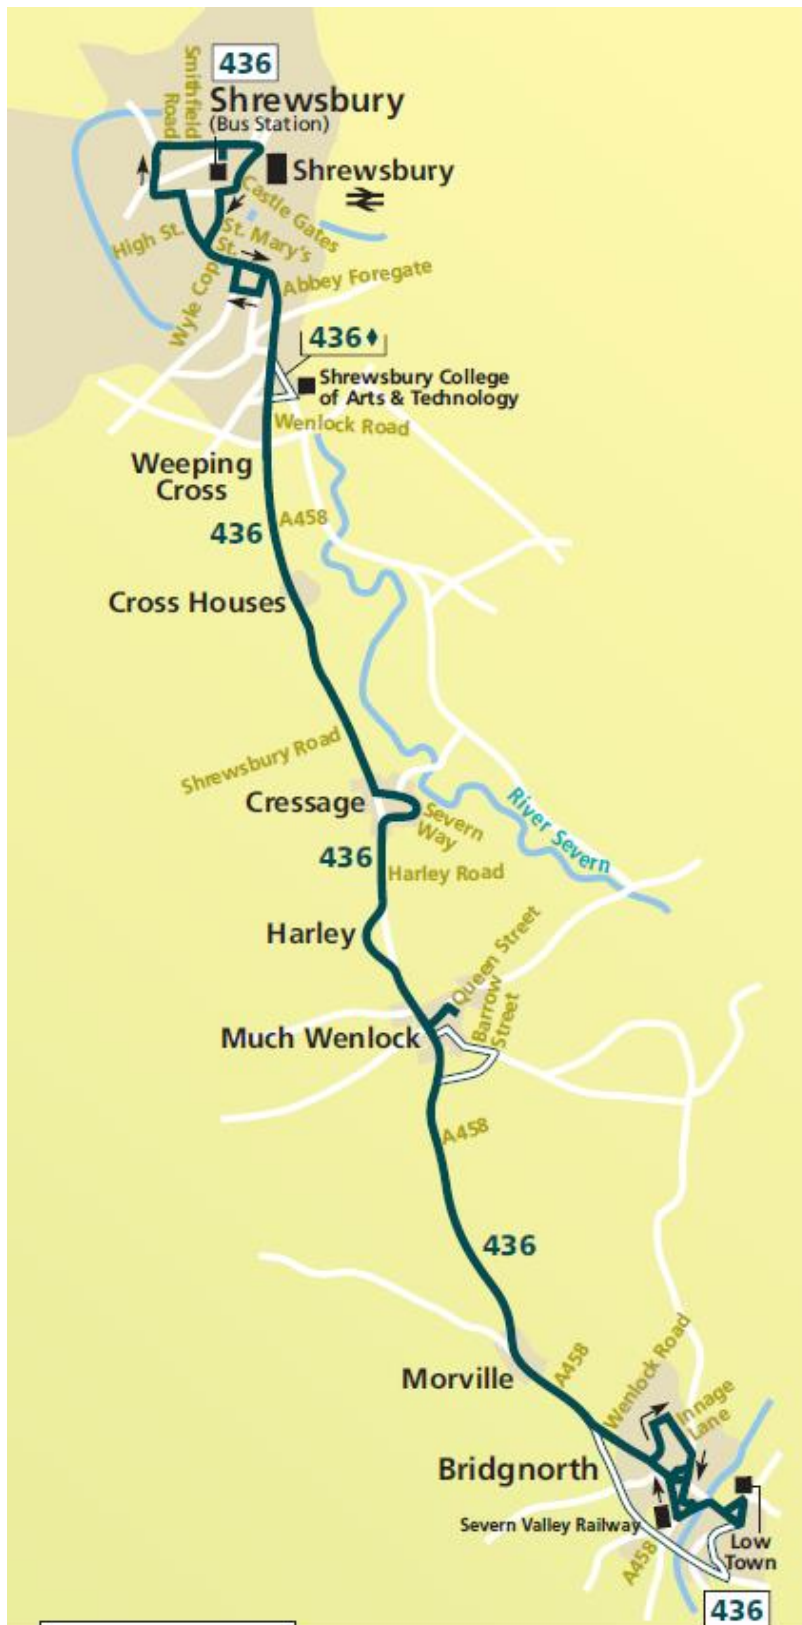 436
Smithfield
Road
Shrewsbury
(Bus Station)
Shrewsbury
Castle Gates
High St.
St. Mary's
St.
Wyle Cop
Abbey Foregate
436♦
Shrewsbury College
of Arts & Technology
Wenlock Road
Weeping
Cross
436
A458
Cross Houses
Shrewsbury Road
Cressage
Severn
Way
River Severn
436
Harley Road
Harley
Queen Street
Barrow
Street
Much Wenlock
A458
436
Morville
A458
Wenlock Road
Innage
Lane
Bridgnorth
Severn Valley Railway
A458
Low
Town
436